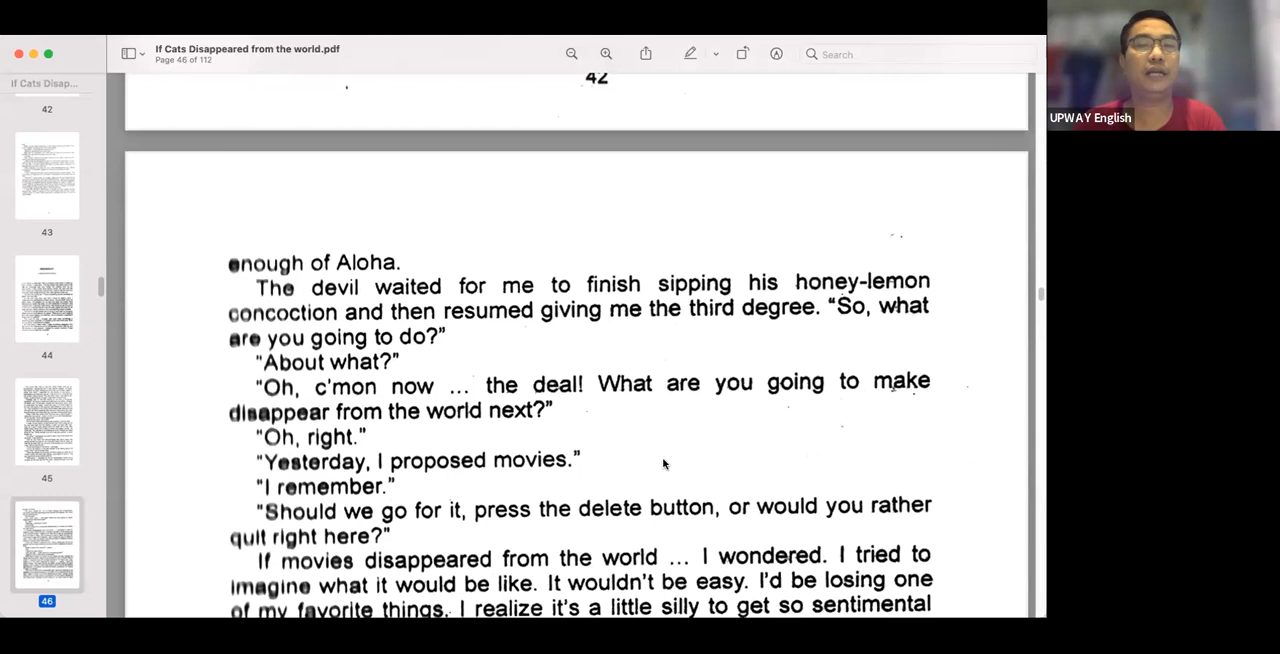 If Cats Disappeared from the world.pdf
Page 46 of 112
Search...
If Cats Disap...
42
43
44
45
46
42
enough of Aloha.
The devil waited for me to finish sipping his honey-lemon
concoction and then resumed giving me the third degree. “So, what
are you going to do?”
“About what?”
“Oh, c’mon now ... the deal! What are you going to make
disappear from the world next?”
“Oh, right.”
“Yesterday, I proposed movies.”
“I remember.”
“Should we go for it, press the delete button, or would you rather
quit right here?”
If movies disappeared from the world ... I wondered. I tried to
imagine what it would be like. It wouldn’t be easy. I’d be losing one
of my favorite things. I realize it’s a little silly to get so sentimental
UPWAY English